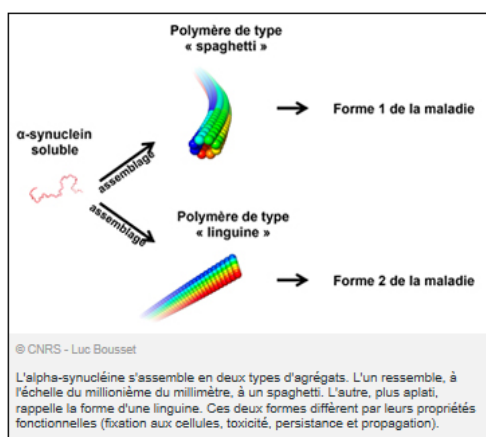 Polymère de type
« spaghetti »
Forme 1 de la maladie
α-synuclein
soluble
assemblage
assemblage
Polymère de type
« linguine »
Forme 2 de la maladie
© CNRS - Luc Bousset
L'alpha-synucléine s'assemble en deux types d'agrégats. L'un ressemble, à
l'échelle du millionième du millimètre, à un spaghetti. L'autre, plus aplati,
rappelle la forme d'une linguine. Ces deux formes diffèrent par leurs propriétés
fonctionnelles (fixation aux cellules, toxicité, persistance et propagation).